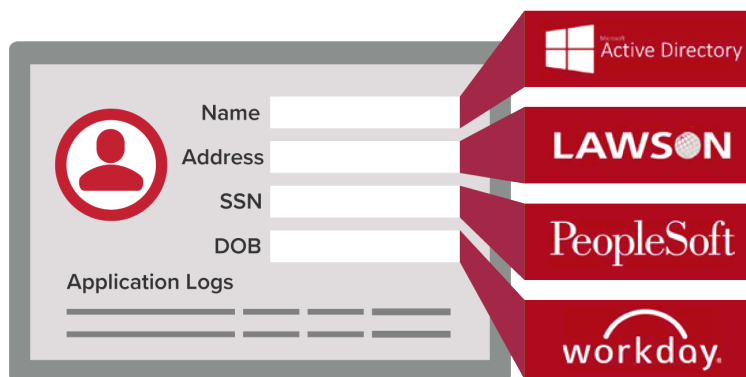 Name
Address
SSN
DOB
Application Logs
Microsoft
Active Directory
LAWSON
PeopleSoft
workday.